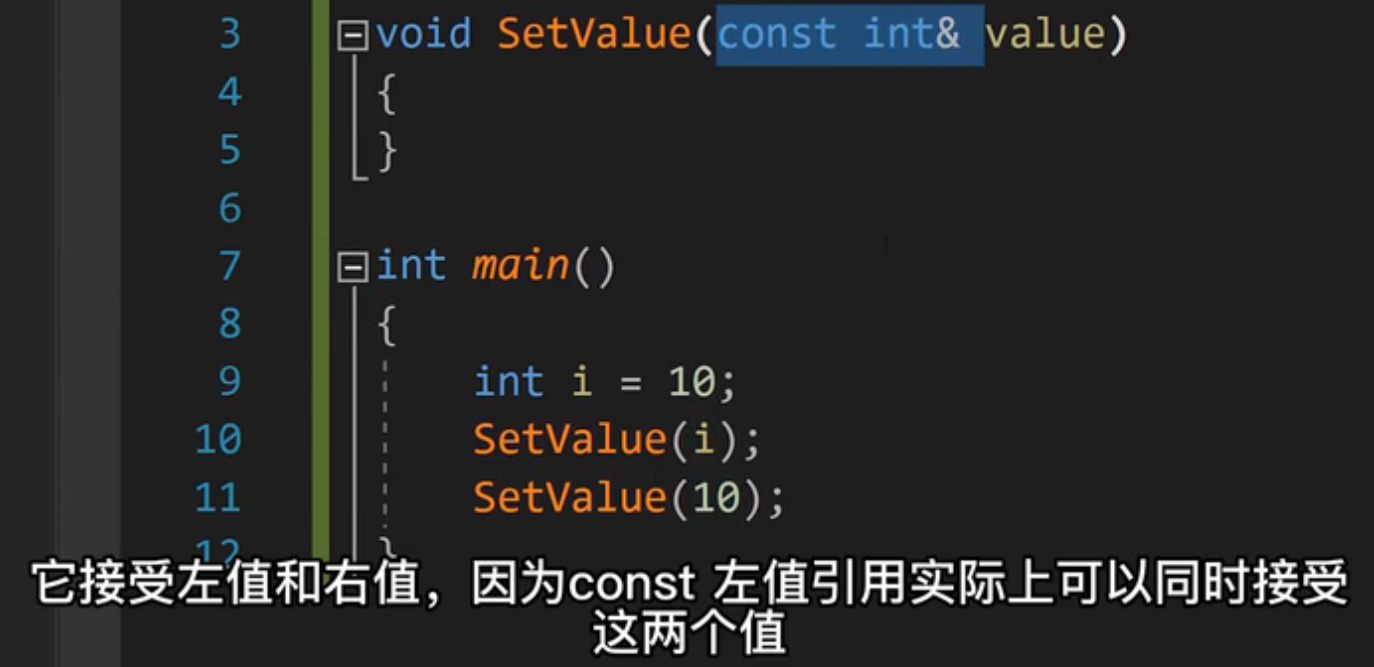 3 void SetValue(const int& value)
4 {
5 }
6
7 int main()
8 {
9 int i = 10;
10 SetValue(i);
11 SetValue(10);
12 }
它接受左值和右值，因为const 左值引用实际上可以同时接受
这两个值